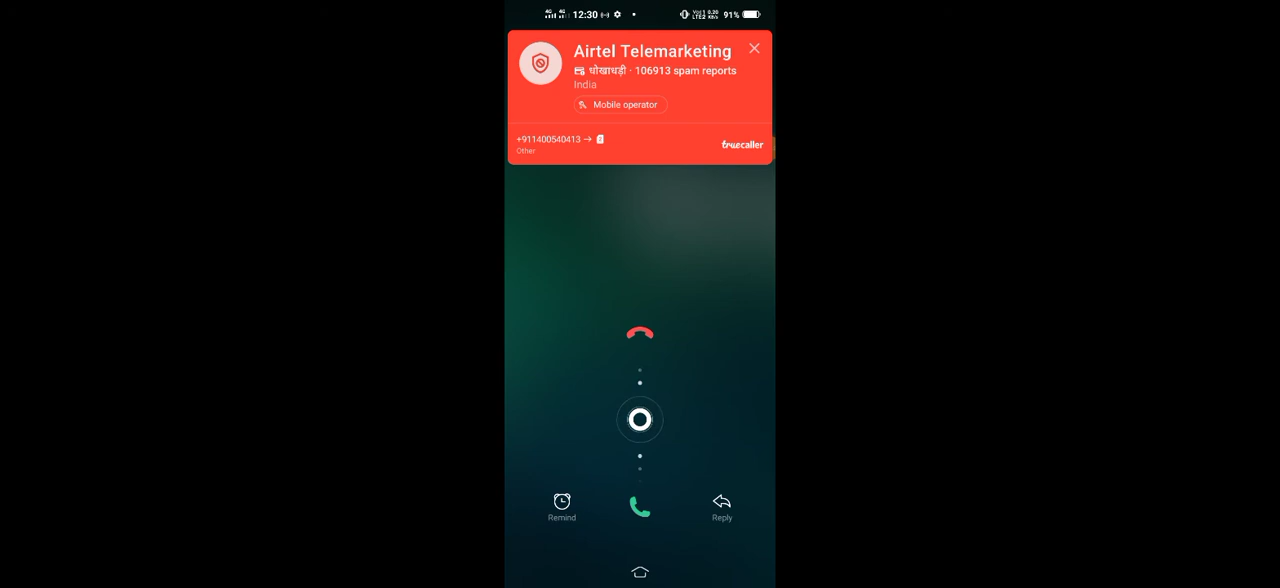 12:30 91%
Airtel Telemarketing
धोखाधड़ी · 106913 spam reports
India
Mobile operator
+911400540413 →
Other
truecaller
Remind
Reply